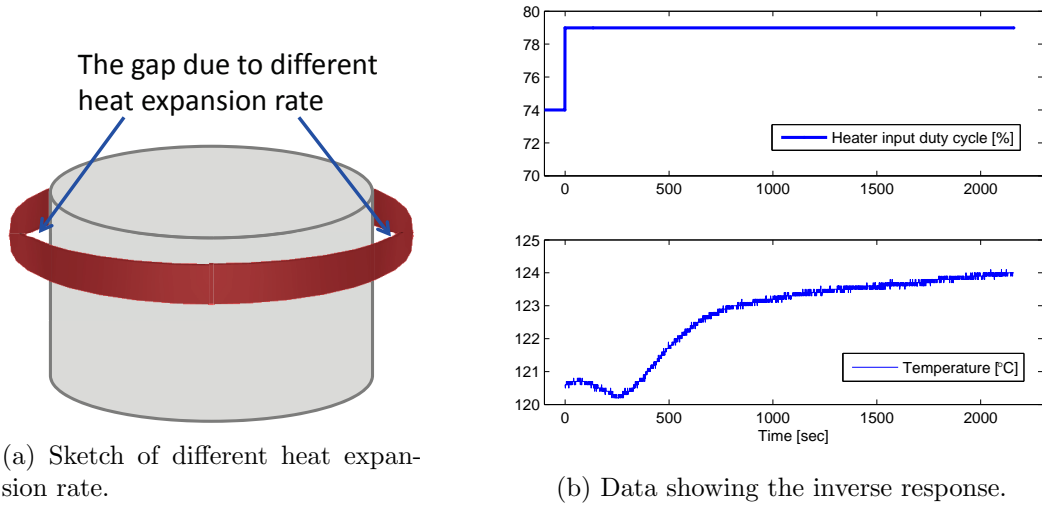 The gap due to different
heat expansion rate
(a) Sketch of different heat expan-
sion rate.
80
78
76
74
72
70
0
500
1000
1500
2000
Heater input duty cycle [%]
125
124
123
122
121
120
0
500
1000
1500
2000
Time [sec]
Temperature [°C]
(b) Data showing the inverse response.